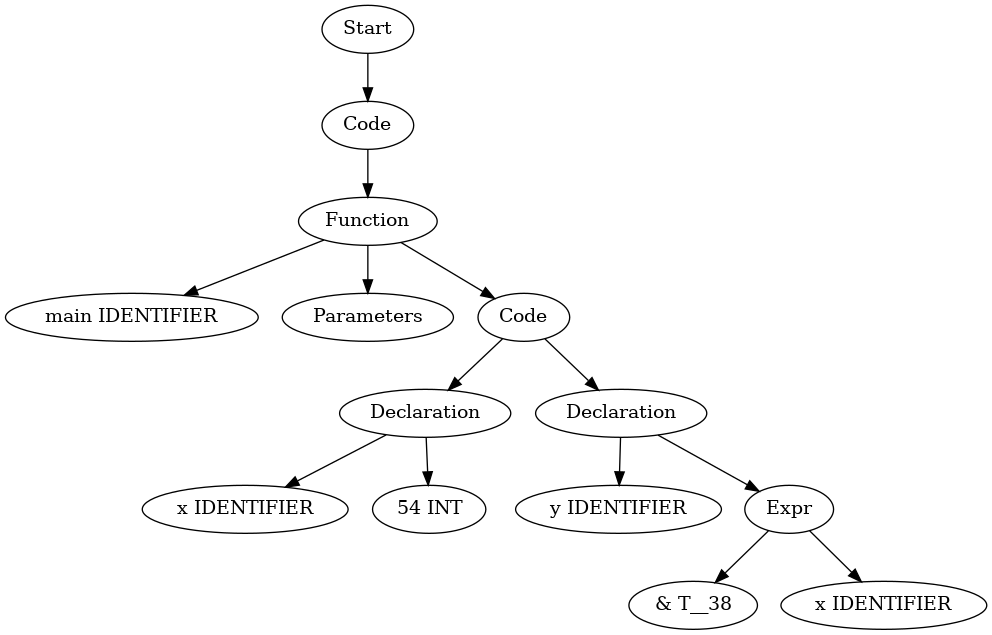 Start
Code
Function
main IDENTIFIER
Parameters
Code
Declaration
Declaration
x IDENTIFIER
54 INT
y IDENTIFIER
Expr
& T__38
x IDENTIFIER